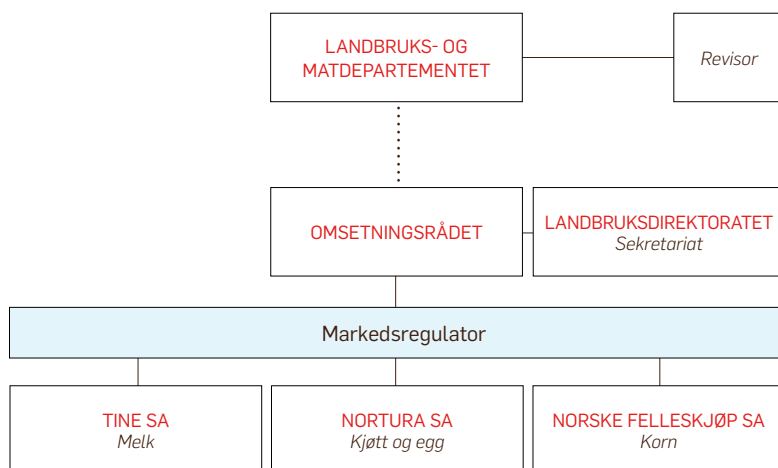 LANDBRUKS- OG
MATDEPARTEMENTET
Revisor
OMSETNINGSRÅDET
LANDBRUKSDIREKTORATET
Sekretariat
Markedsregulator
TINE SA
Melk
NORTURA SA
Kjøtt og egg
NORSKE FELLESKJØP SA
Korn